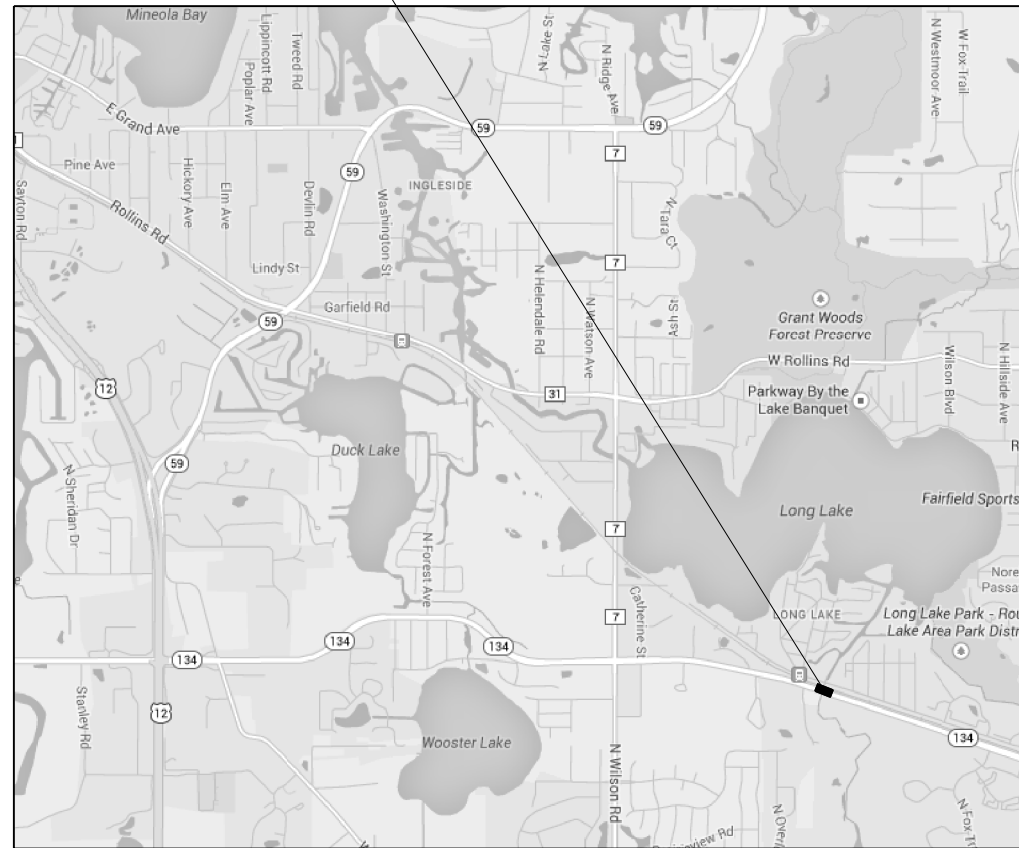 Mineola Bay
Lippincott Rd
Tweed Rd
Poplar Ave
N Lake St
N Ridge Ave
N Westmoor Ave
W Fox Trail
E Grand Ave
59
59
7
Pine Ave
Hickory Ave
Elm Ave
59
INGLESIDE
Sayton Rd
Rollins Rd
Devlin Rd
Washington St
N Tara Ct
Lindy St
7
N Helendale Rd
N Watson Ave
Ash St
Garfield Rd
59
Grant Woods
Forest Preserve
W Rollins Rd
Wilson Blvd
N Hillside Ave
12
31
Parkway By the
Lake Banquet
Duck Lake
59
R
N Sheridan Dr
Fairfield Sports
Long Lake
7
N Forest Ave
Catherine St
Nore
Passa
7
LONG LAKE
Long Lake Park - Rou
Lake Area Park Distr
134
134
134
Stanley Rd
12
Wooster Lake
134
N Wilson Rd
N Fox Tr